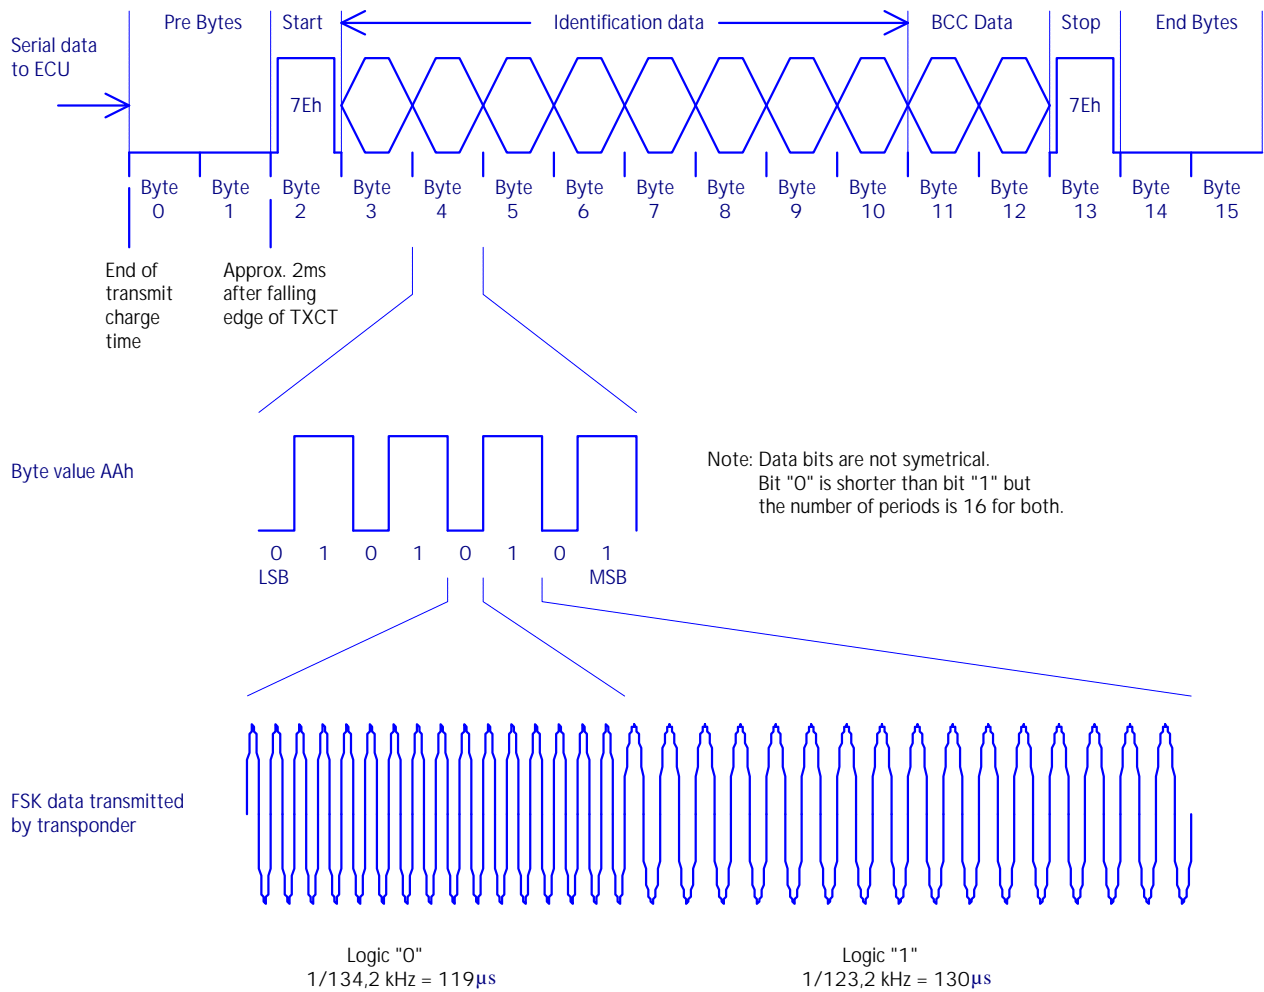 Pre Bytes
Start
Identification data
BCC Data
Stop
End Bytes
Serial data
to ECU
7Eh
7Eh
Byte 0
Byte 1
Byte 2
Byte 3
Byte 4
Byte 5
Byte 6
Byte 7
Byte 8
Byte 9
Byte 10
Byte 11
Byte 12
Byte 13
Byte 14
Byte 15
End of
transmit
charge
time
Approx. 2ms
after falling
edge of TXCT
Byte value AAh
Note: Data bits are not symetrical.
Bit "0" is shorter than bit "1" but
the number of periods is 16 for both.
0 1 0 1 0 1 0 1
LSB MSB
FSK data transmitted
by transponder
Logic "0"
1/134,2 kHz = 119µs
Logic "1"
1/123,2 kHz = 130µs